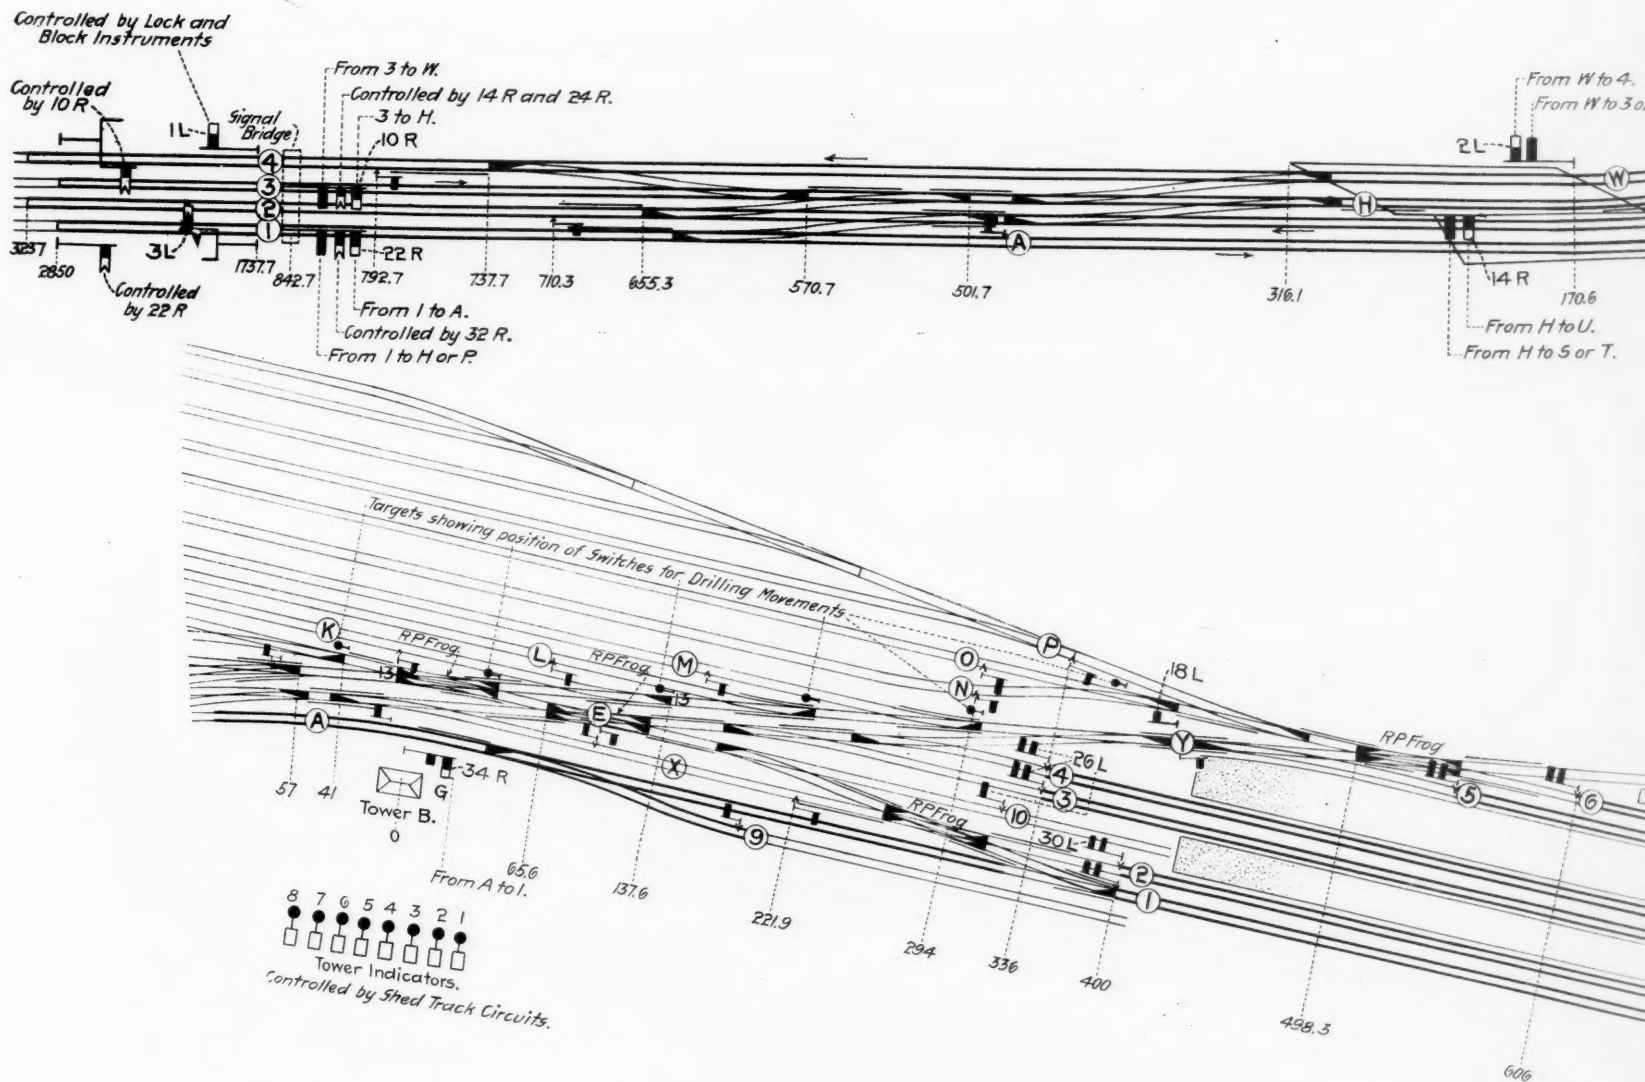 Controlled by Lock and
Block Instruments
From 3 to W.
Controlled
by 10 R
Controlled by 14 R and 24 R.
From W to 4.
1 L
Signal
Bridge
3 to H.
From W to 3 o
10 R
2 L
4
3
2
1
W
H
A
3237
2850
3 L
1737.7
842.7
792.7
22 R
737.7
710.3
655.3
570.7
501.7
316.1
14 R
170.6
Controlled
by 22 R
From 1 to A.
Controlled by 32 R.
From 1 to H or P.
From H to U.
From H to S or T.
Targets showing position of Switches for Drilling Movements
K
RP Frog
L
RP Frog
M
O
P
N
18 L
13
13
A
E
X
Y
RP Frog
26 L
4
3
10
5
6
34 R
G
Tower B.
0
57
41
9
RP Frog
30 L
2
1
65.6
From A to 1.
137.6
221.9
294
336
400
498.3
606
8 7 6 5 4 3 2 1
Tower Indicators.
Controlled by Shed Track Circuits.